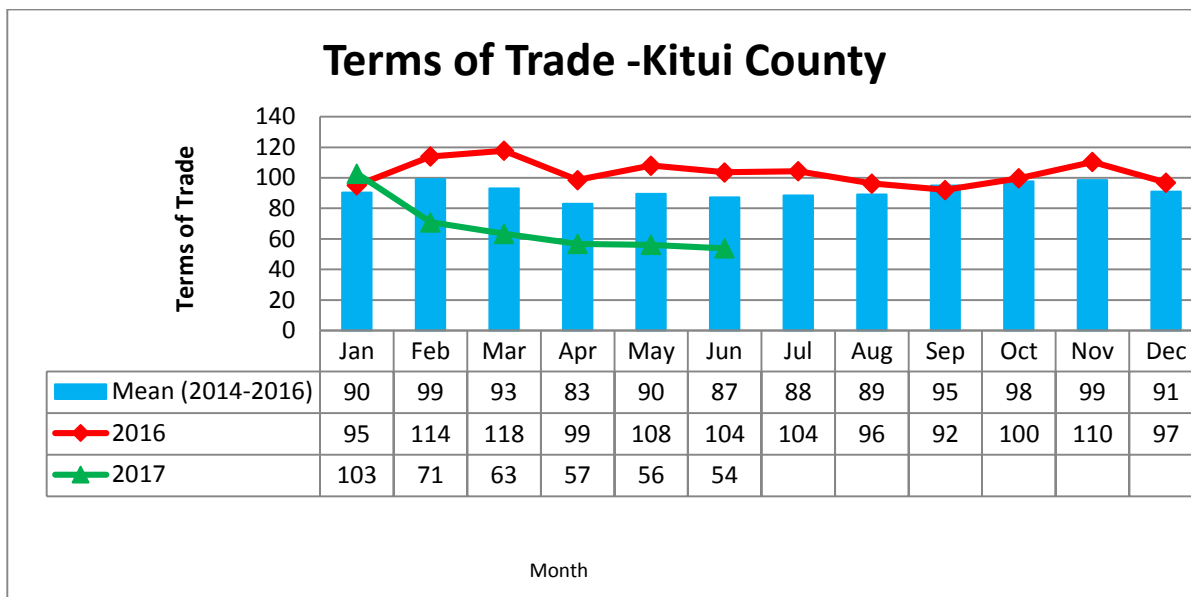 Terms of Trade -Kitui County
Terms of Trade
140
120
100
80
60
40
20
0
Jan Feb Mar Apr May Jun Jul Aug Sep Oct Nov Dec
Mean (2014-2016) 90 99 93 83 90 87 88 89 95 98 99 91
2016 95 114 118 99 108 104 104 96 92 100 110 97
2017 103 71 63 57 56 54
Month